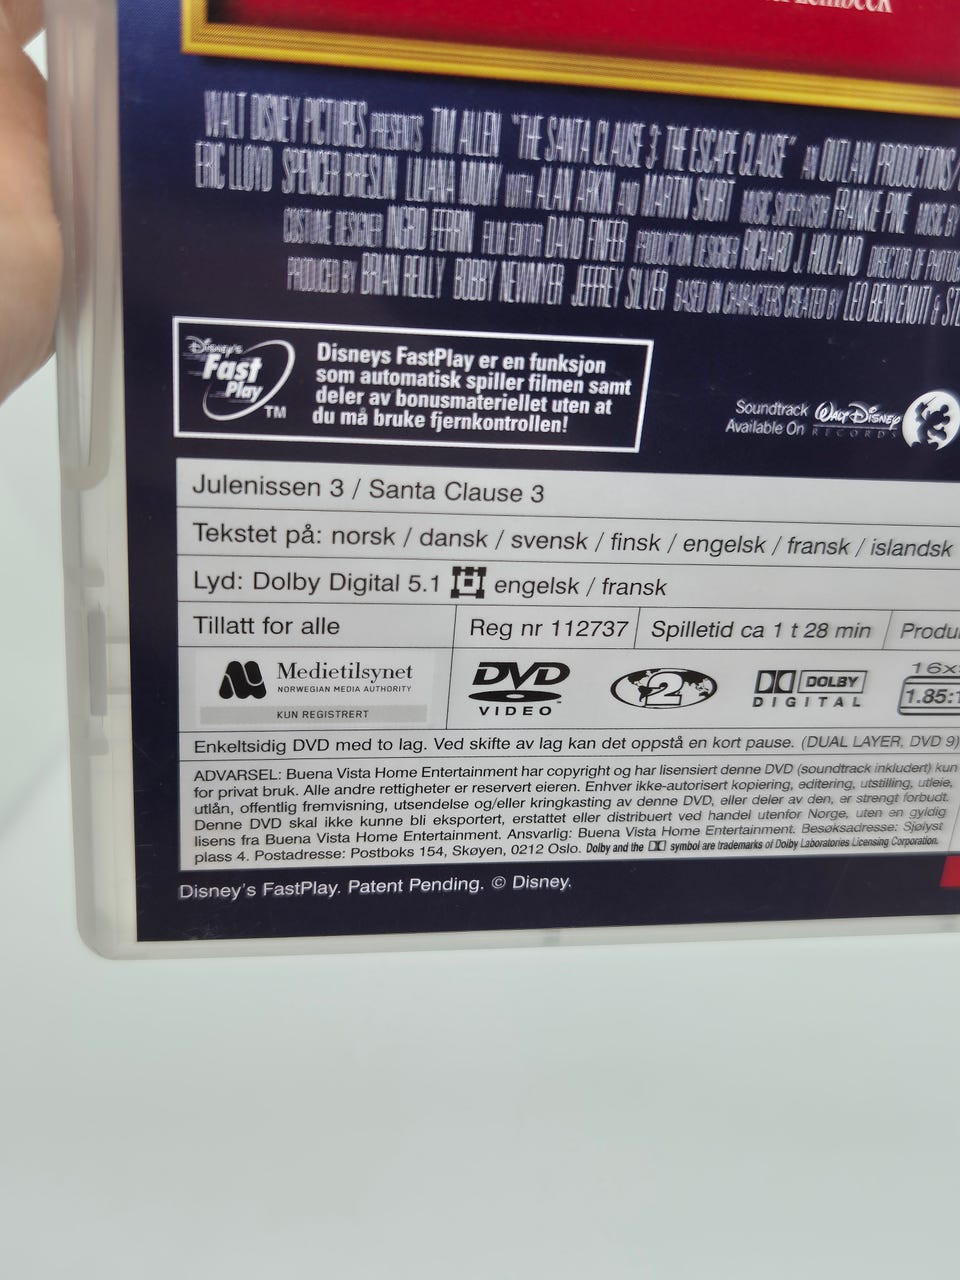 WALT DISNEY PICTURES PRESENTS TIM ALLEN "THE SANTA CLAUSE 3: THE ESCAPE CLAUSE" AN OUTLAW PRODUCTIONS/
ERIC LLOYD SPENCER BRESLIN LILIANA MUMY WITH ALAN ARKIN AND MARTIN SHORT MUSIC SUPERVISOR FRANKIE PINE MUSIC BY
COSTUME DESIGNER INGRID FERRIN FILM EDITOR DAVID FINFER PRODUCTION DESIGNER RICHARD J. HOLLAND DIRECTOR OF
PRODUCED BY BRIAN REILLY BOBBY NEWMYER JEFFREY SILVER BASED ON CHARACTERS CREATED BY LEO BENVENUTI &
Disney's
Fast
Play
TM
Disneys FastPlay er en funksjon
som automatisk spiller filmen samt
deler av bonusmateriellet uten at
du må bruke fjernkontrollen!
Soundtrack
Available On
WALT DISNEY
RECORDS
Julenissen 3 / Santa Clause 3
Tekstet på: norsk / dansk / svensk / finsk / engelsk / fransk / islandsk
Lyd: Dolby Digital 5.1 engelsk / fransk
Tillatt for alle
Reg nr 112737
Spilletid ca 1 t 28 min
Medietilsynet
NORWEGIAN MEDIA AUTHORITY
KUN REGISTRERT
DVD
VIDEO
2
DOLBY
DIGITAL
1.85:1
Enkeltsidig DVD med to lag. Ved skifte av lag kan det oppstå en kort pause. (DUAL LAYER, DVD 9)
ADVARSEL: Buena Vista Home Entertainment har copyright og har lisensiert denne DVD (soundtrack inkludert) kun
for privat bruk. Alle andre rettigheter er reservert eieren. Enhver ikke-autorisert kopiering, editering, utstilling, utleie,
utlån, offentlig fremvisning, utsendelse og/eller kringkasting av denne DVD, eller deler av den, er strengt forbudt.
Denne DVD skal ikke kunne bli eksportert, erstattet eller distribuert ved handel utenfor Norge, uten en gyldig
lisens fra Buena Vista Home Entertainment. Ansvarlig: Buena Vista Home Entertainment. Besøksadresse: Sjølyst
plass 4. Postadresse: Postboks 154, Skøyen, 0212 Oslo. Dolby and the symbol are trademarks of Dolby Laboratories Licensing Corporation.
Disney's FastPlay. Patent Pending. © Disney.